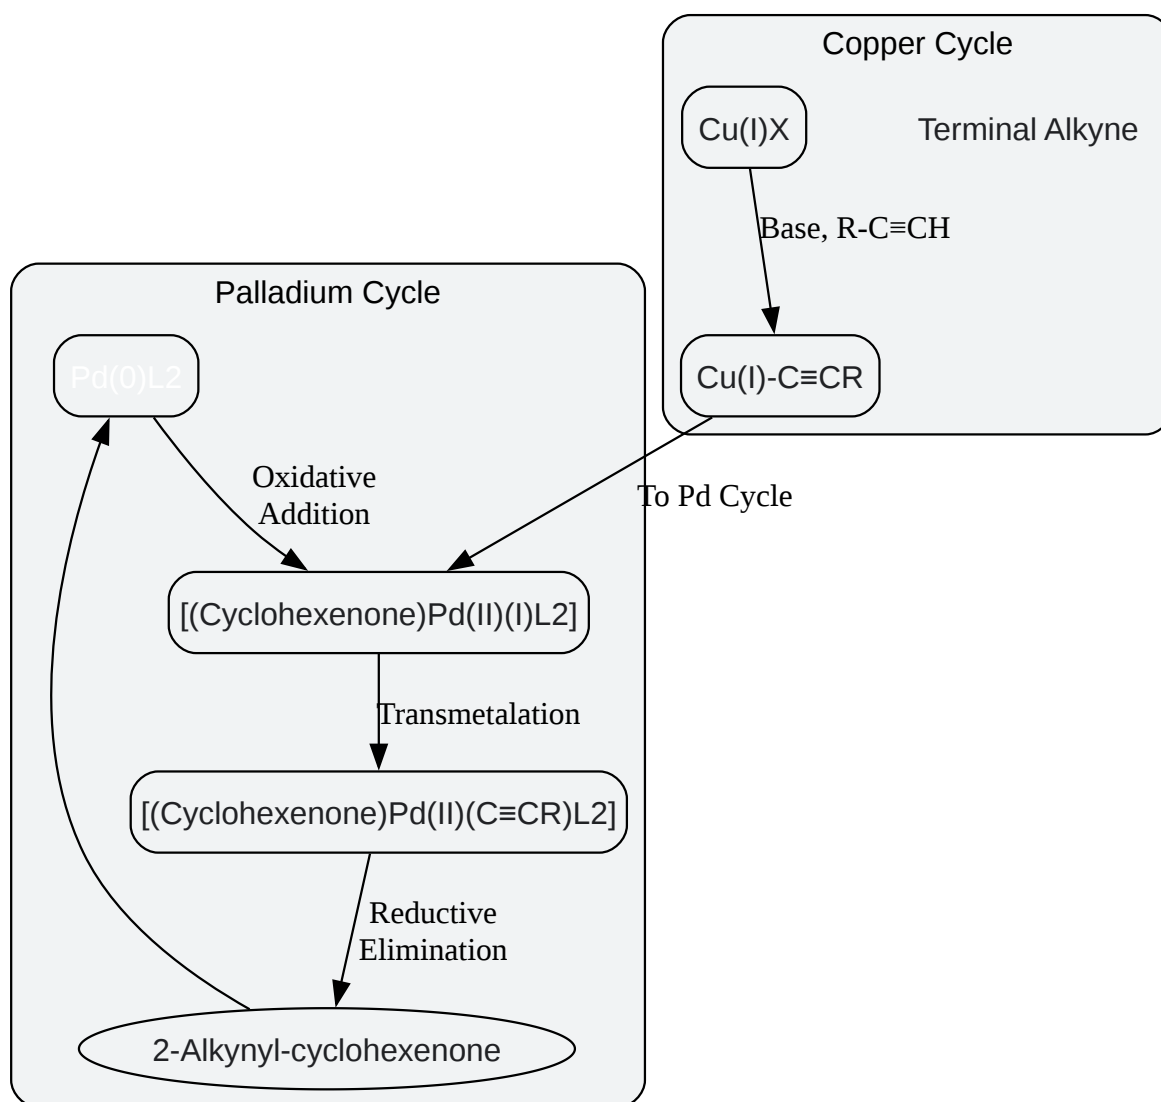 Copper Cycle
Cu(I)X
Terminal Alkyne
Base, R-C≡CH
Cu(I)-C≡CR
To Pd Cycle
Palladium Cycle
Pd(0)L2
Oxidative
Addition
[(Cyclohexenone)Pd(II)(I)L2]
Transmetalation
[(Cyclohexenone)Pd(II)(C≡CR)L2]
Reductive
Elimination
2-Alkynyl-cyclohexenone